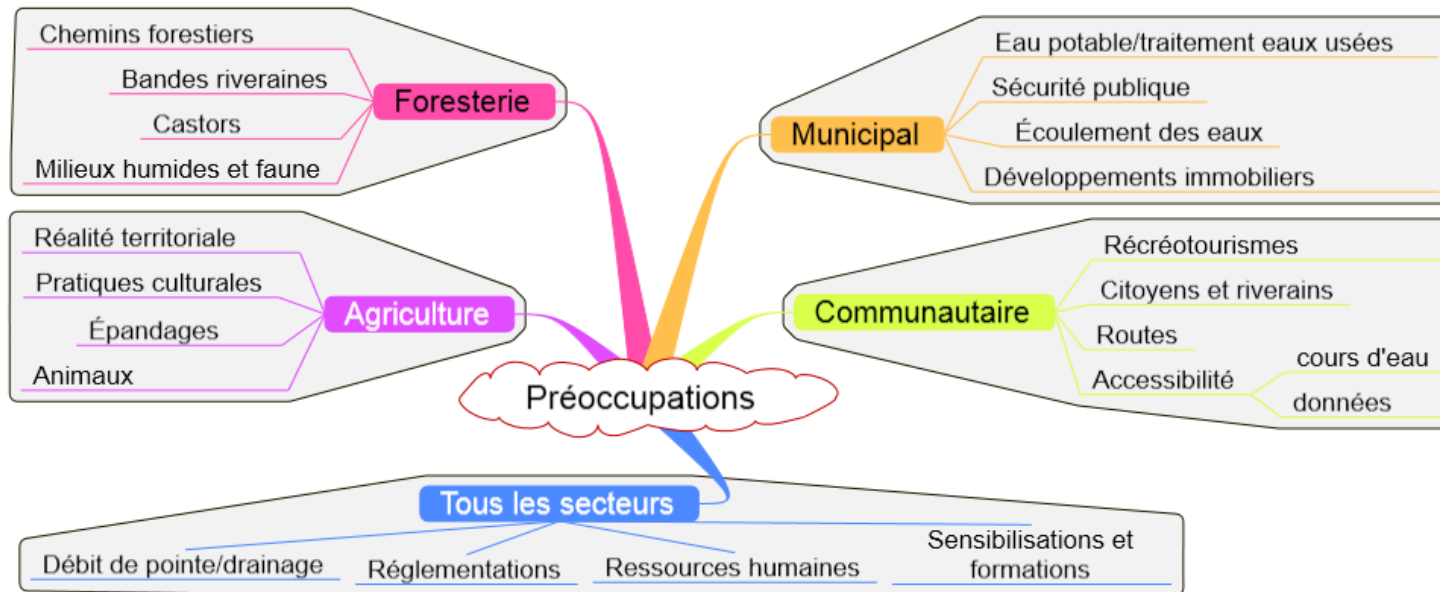 Chemins forestiers
Bandes riveraines
Castors
Milieux humides et faune
Foresterie
Eau potable/traitement eaux usées
Sécurité publique
Écoulement des eaux
Développements immobiliers
Municipal
Réalité territoriale
Pratiques culturales
Épandages
Animaux
Agriculture
Récréotourismes
Citoyens et riverains
Routes
Accessibilité
cours d'eau
données
Communautaire
Préoccupations
Tous les secteurs
Débit de pointe/drainage
Réglementations
Ressources humaines
Sensibilisations et
formations